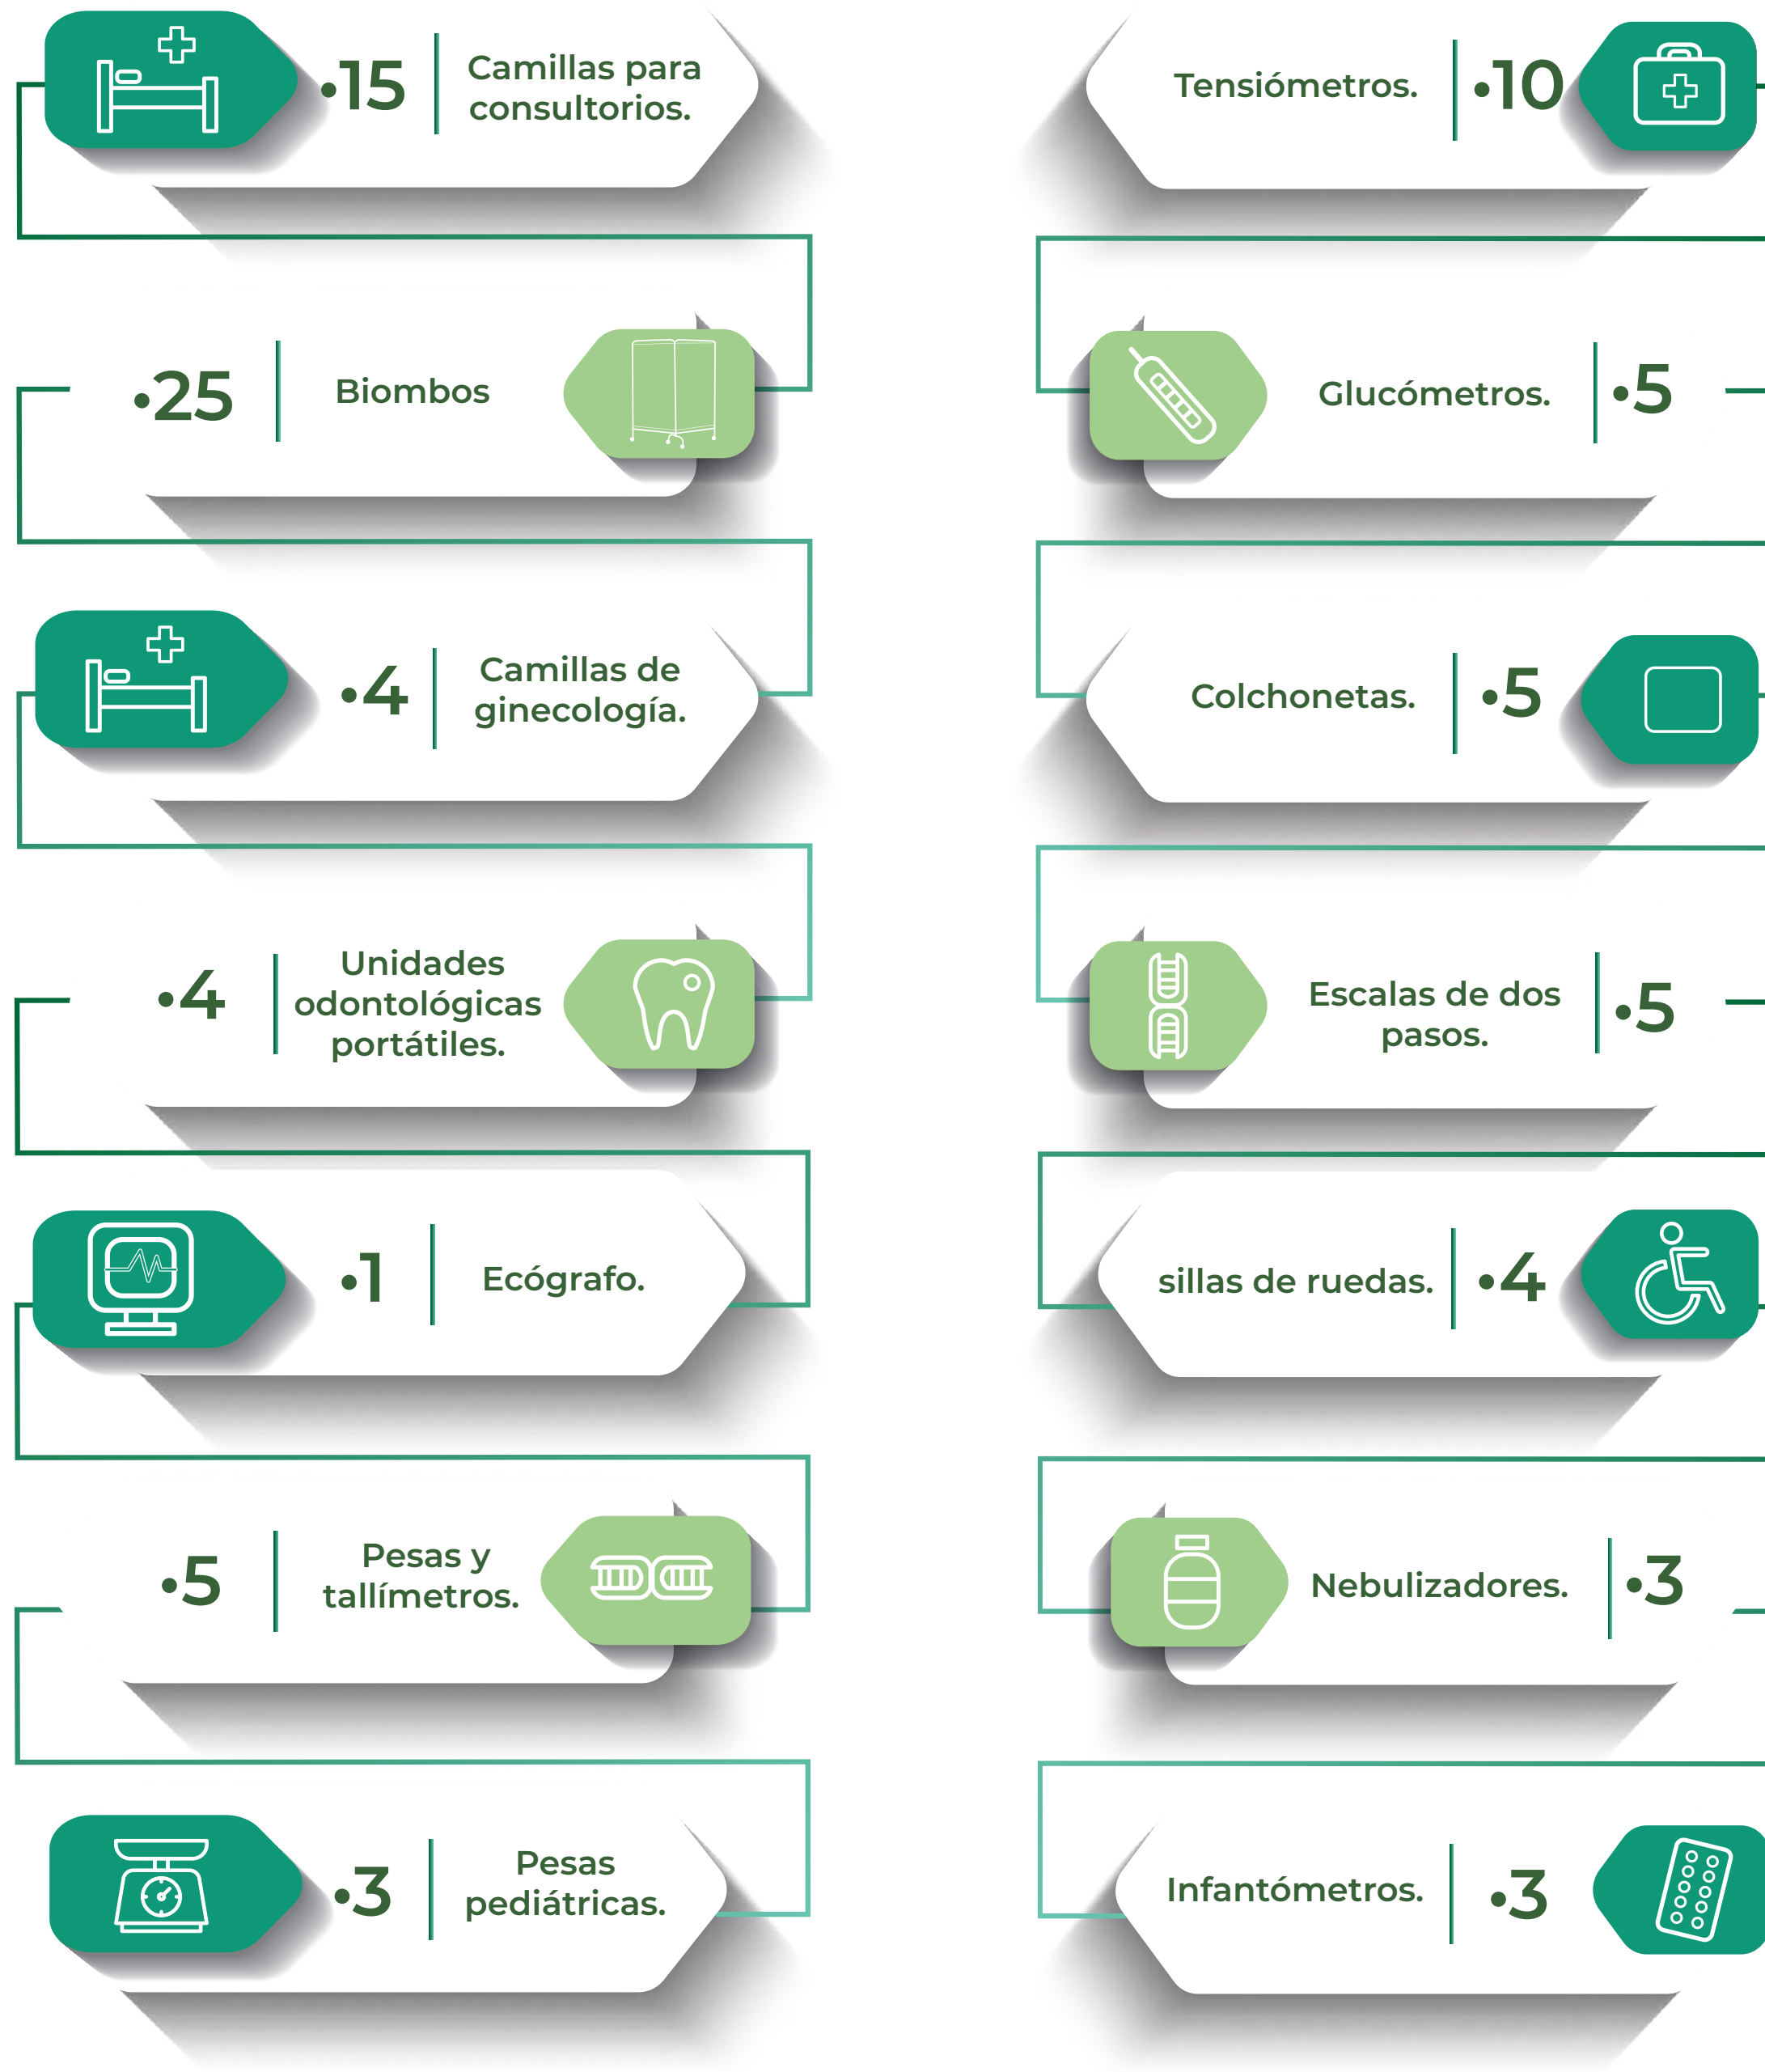 •15
Camillas para
consultorios.
•25
Biombos
•4
Camillas de
ginecología.
•4
Unidades
odontológicas
portátiles.
•1
Ecógrafo.
•5
Pesas y
tallímetros.
•3
Pesas
pediátricas.
Tensiómetros.
•10
Glucómetros.
•5
Colchonetas.
•5
Escalas de dos
pasos.
•5
sillas de ruedas.
•4
Nebulizadores.
•3
Infantómetros.
•3